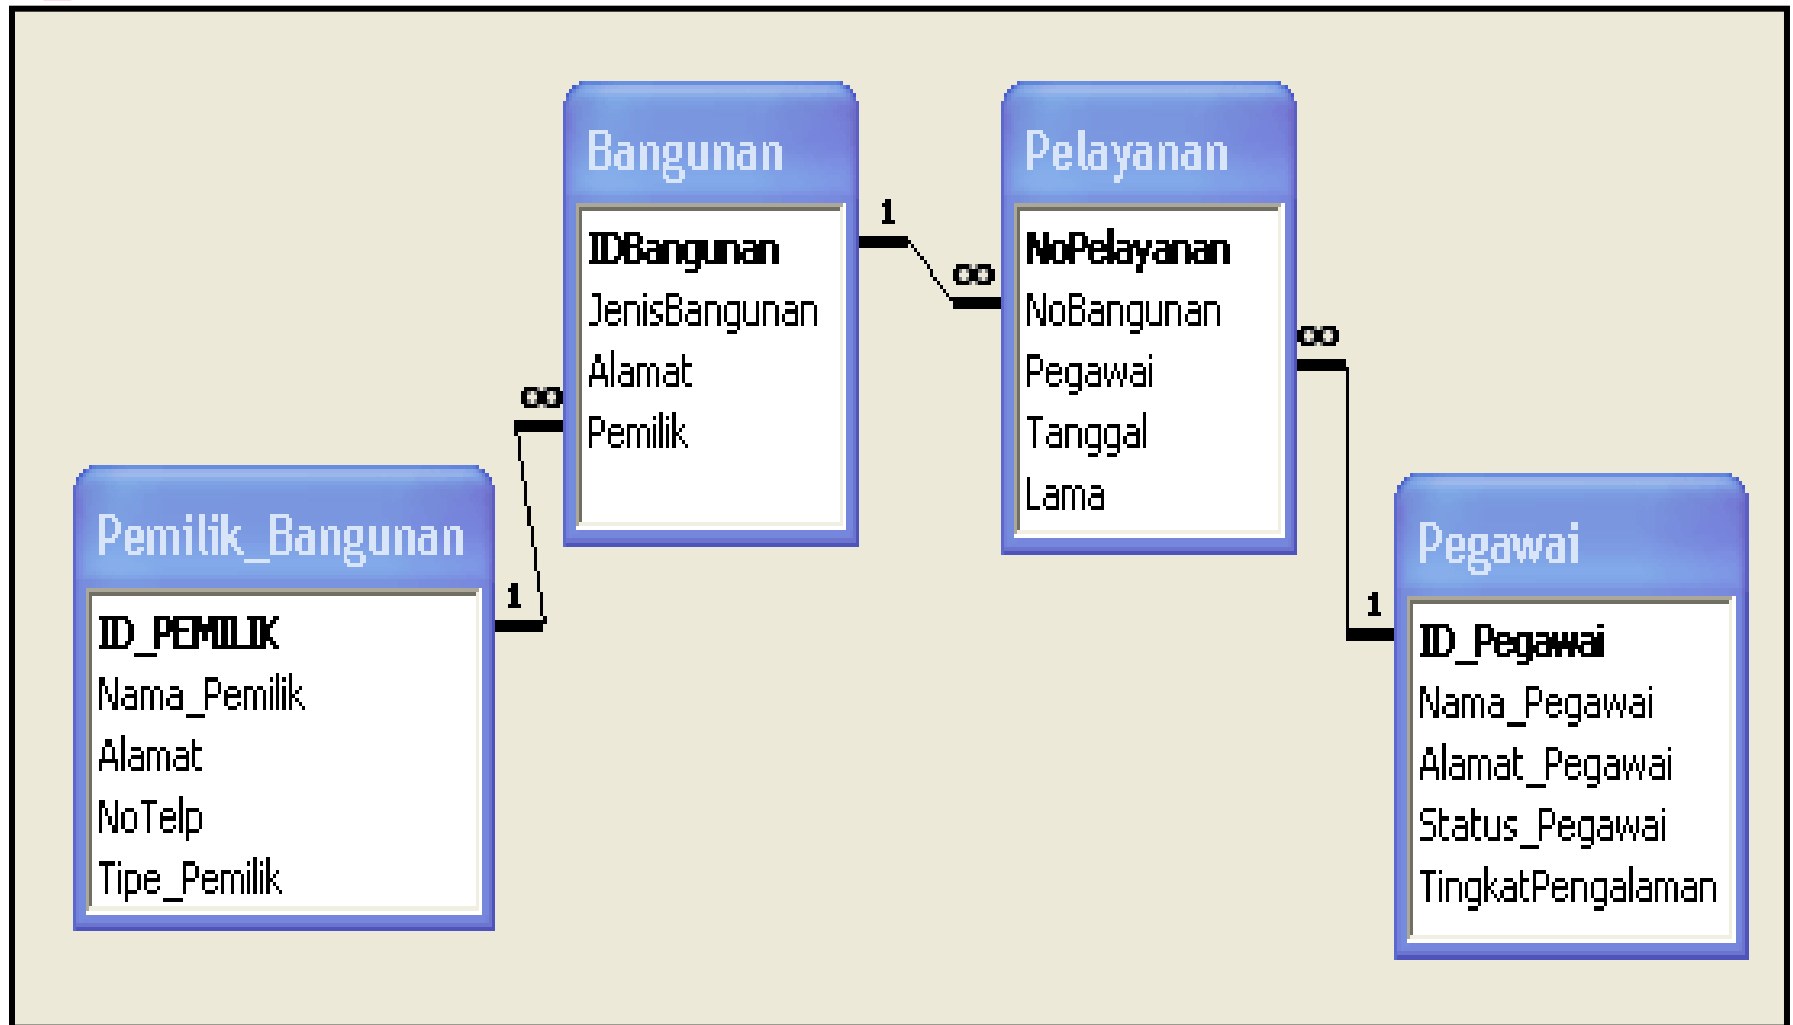 Bangunan
IDBangunan
JenisBangunan
Alamat
Pemilik
1
∞
Pelayanan
NoPelayanan
NoBangunan
Pegawai
Tanggal
Lama
∞
1
∞
Pemilik_Bangunan
ID_PEMILIK
Nama_Pemilik
Alamat
NoTelp
Tipe_Pemilik
1
Pegawai
ID_Pegawai
Nama_Pegawai
Alamat_Pegawai
Status_Pegawai
TingkatPengalaman